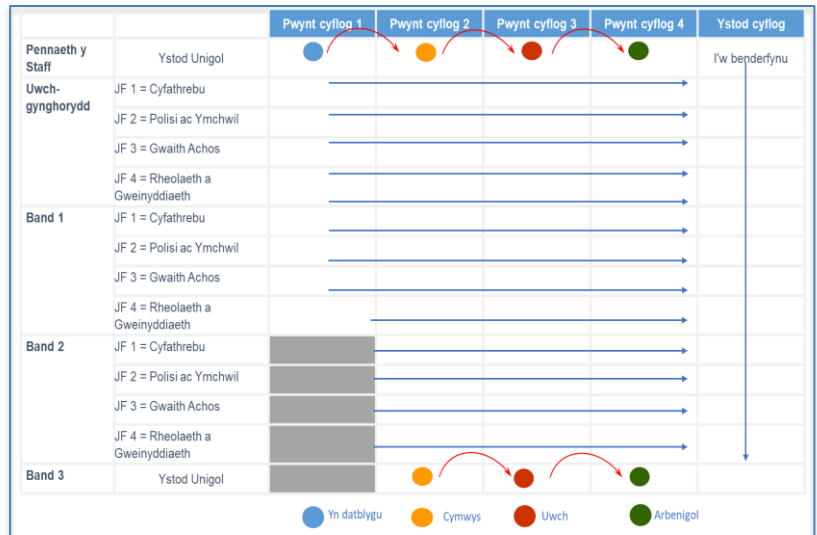 Pwynt cyflog 1 Pwynt cyflog 2 Pwynt cyflog 3 Pwynt cyflog 4 Ystod cyflog
Pennaeth y
Staff
Ystod Unigol
I'w benderfynu
Uwch-
gynghorydd
JF 1 = Cyfathrebu
JF 2 = Polisi ac Ymchwil
JF 3 = Gwaith Achos
JF 4 = Rheolaeth a
Gweinyddiaeth
Band 1
JF 1 = Cyfathrebu
JF 2 = Polisi ac Ymchwil
JF 3 = Gwaith Achos
JF 4 = Rheolaeth a
Gweinyddiaeth
Band 2
JF 1 = Cyfathrebu
JF 2 = Polisi ac Ymchwil
JF 3 = Gwaith Achos
JF 4 = Rheolaeth a
Gweinyddiaeth
Band 3
Ystod Unigol
Yn datblygu Cymwys Uwch Arbenigol